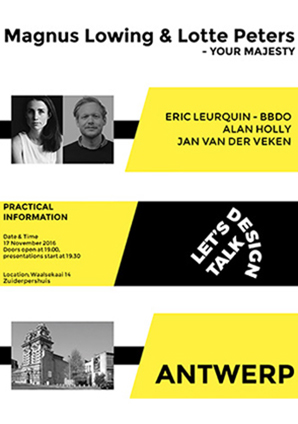 Magnus Lowing & Lotte Peters
- YOUR MAJESTY
ERIC LEURQUIN - BBDO
ALAN HOLLY
JAN VAN DER VEKEN
PRACTICAL
INFORMATION
Date & Time
17 November 2016
Doors open at 19.00,
presentations start at 19.30
Location, Waalsekaai 14
Zuiderpershuis
LET'S
TALK
DESIGN
ANTWERP